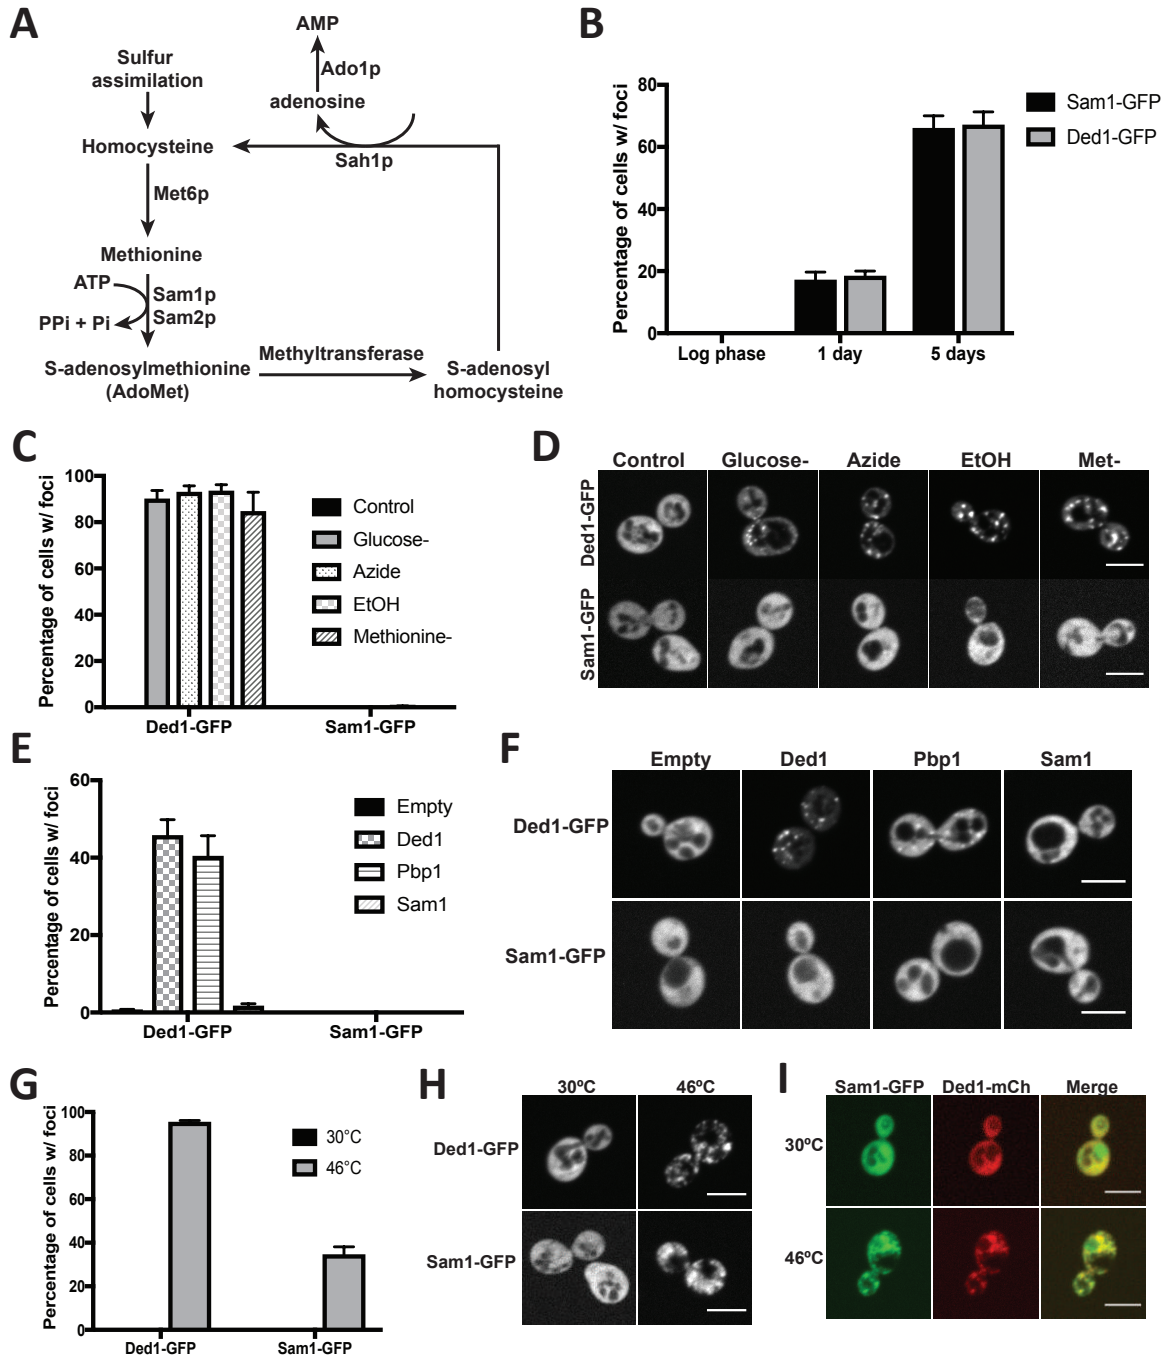 A
AMP
Sulfur
assimilation
Ado1p
adenosine
Homocysteine
Sah1p
Met6p
Methionine
ATP
Sam1p
Sam2p
PPi + Pi
Methyltransferase
S-adenosylmethionine
(AdoMet)
S-adenosyl
homocysteine
B
Percentage of cells w/ foci
80
60
40
20
0
Log phase 1 day 5 days
Sam1-GFP
Ded1-GFP
C
Percentage of cells w/ foci
100
80
60
40
20
0
Ded1-GFP Sam1-GFP
Control
Glucose-
Azide
EtOH
Methionine-
D
Control Glucose- Azide EtOH Met-
Ded1-GFP
Sam1-GFP
E
Percentage of cells w/ foci
60
40
20
0
Ded1-GFP Sam1-GFP
Empty
Ded1
Pbp1
Sam1
F
Empty Ded1 Pbp1 Sam1
Ded1-GFP
Sam1-GFP
G
Percentage of cells w/ foci
100
80
60
40
20
0
Ded1-GFP Sam1-GFP
30°C
46°C
H
30ºC 46ºC
Ded1-GFP
Sam1-GFP
I
Sam1-GFP Ded1-mCh Merge
30ºC
46ºC